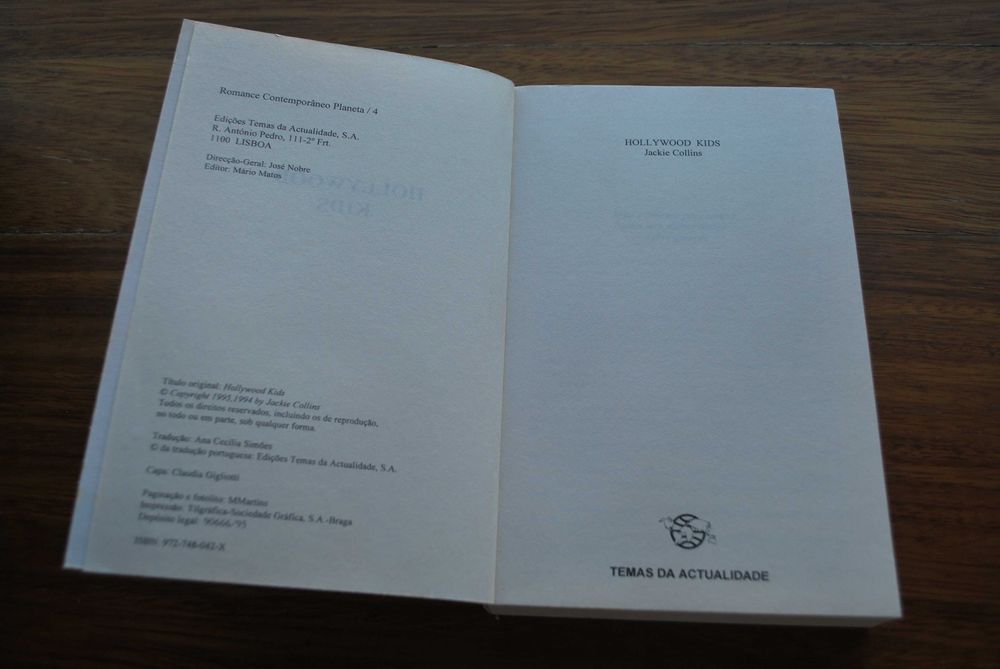 Romance Contemporâneo Planeta / 4
Edições Temas da Actualidade, S.A.
R. António Pedro, 111-2º Frt.
1100 LISBOA
Direcção-Geral: José Nobre
Editor: Mário Matos
Título original: Hollywood Kids
© Copyright 1995,1994 by Jackie Collins
Todos os direitos reservados, incluindo os de reprodução,
no todo ou em parte, sob qualquer forma.
Tradução: Ana Cecília Simões
© da tradução portuguesa: Edições Temas da Actualidade, S.A.
Capa: Claudia Gigliotti
Paginação e fotolito: MMartins
Impressão: Tilgráfica-Sociedade Gráfica, S.A.-Braga
Depósito legal: 90666/95
ISBN: 972-748-042-X
HOLLYWOOD KIDS
Jackie Collins
TEMAS DA ACTUALIDADE